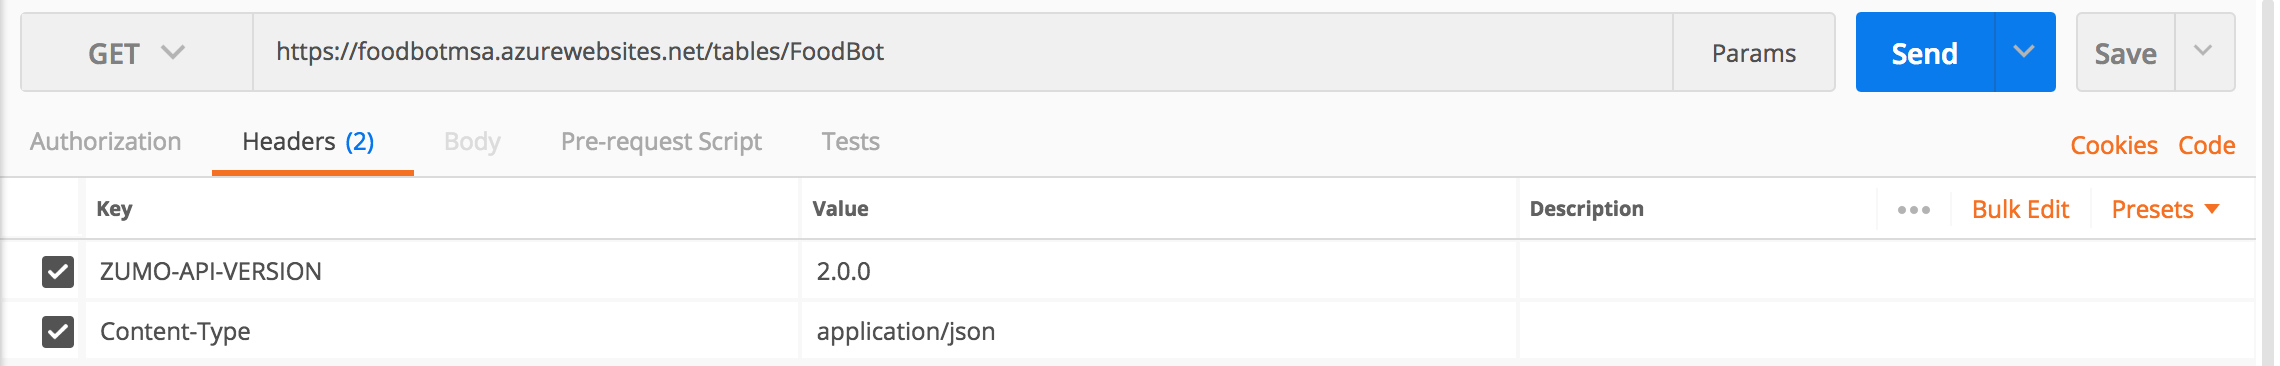 GET https://foodbotmsa.azurewebsites.net/tables/FoodBot Params Send Save
Authorization Headers (2) Body Pre-request Script Tests Cookies Code
Key Value Description ••• Bulk Edit Presets
ZUMO-API-VERSION 2.0.0
Content-Type application/json